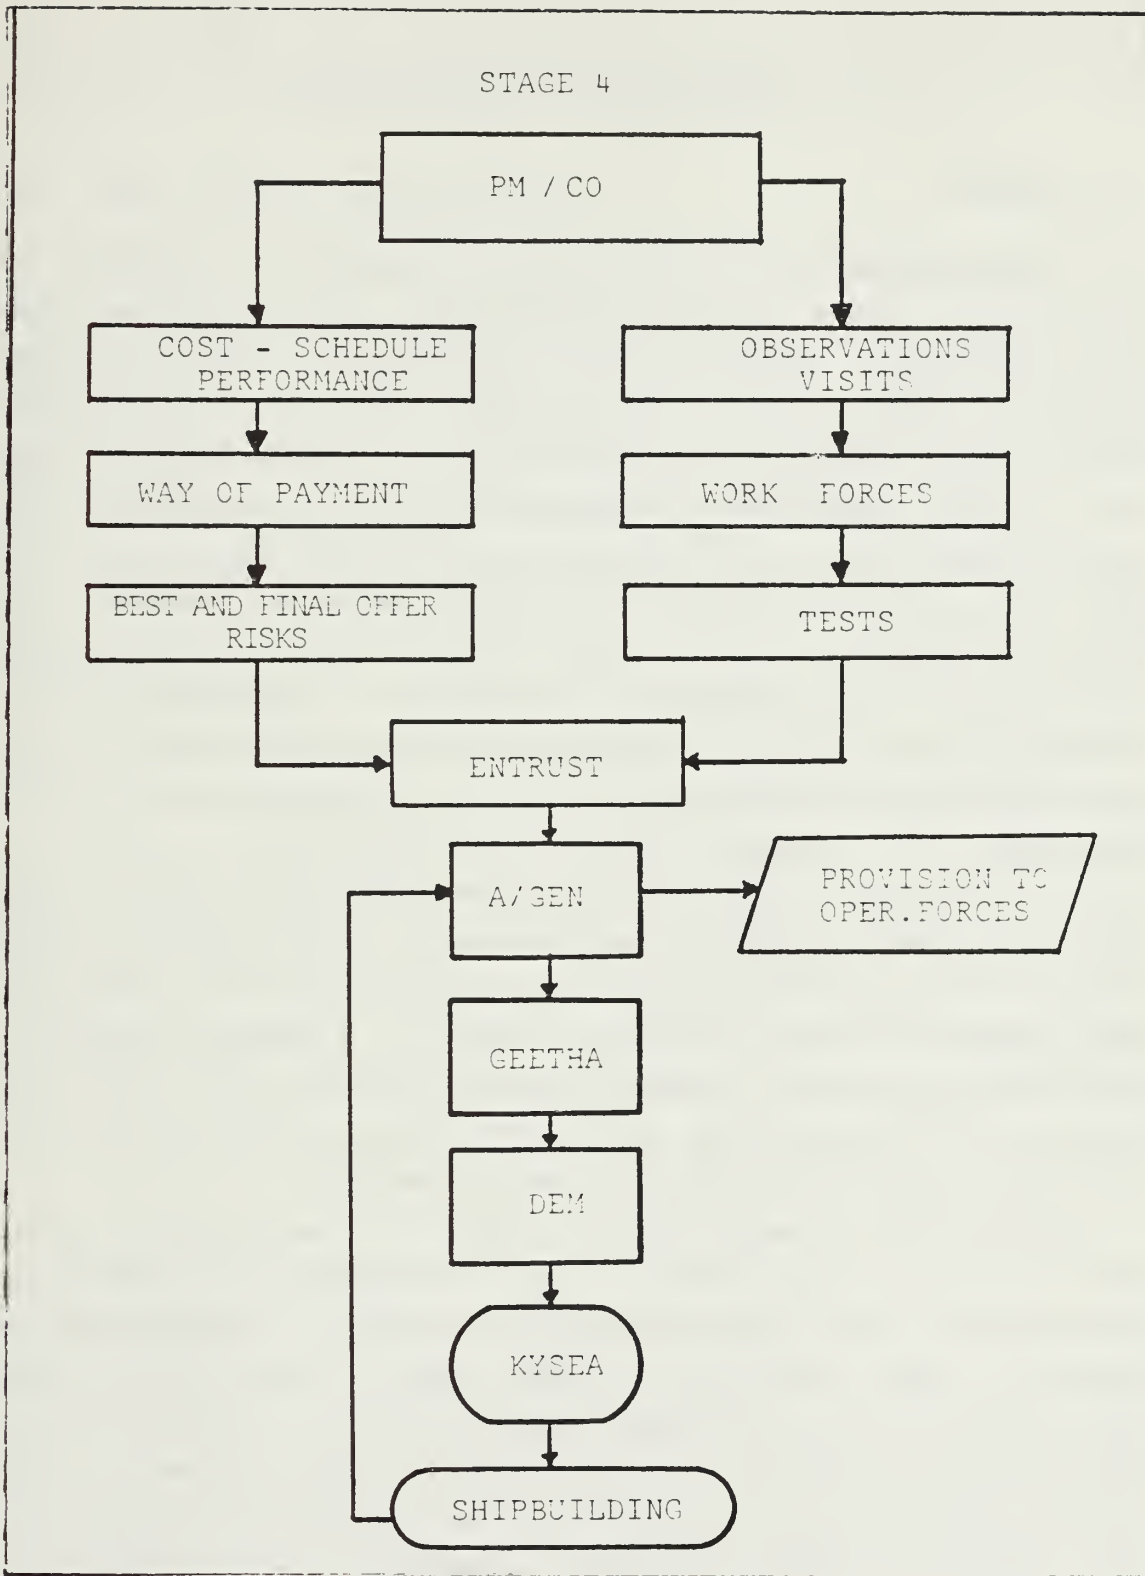 STAGE 4
PM / CO
COST - SCHEDULE
PERFORMANCE
OBSERVATIONS
VISITS
WAY OF PAYMENT
WORK FORCES
BEST AND FINAL OFFER
RISKS
TESTS
ENTRUST
A/GEN
PROVISION TO
OPER.FORCES
GEETHA
DEM
KYSEA
SHIPBUILDING